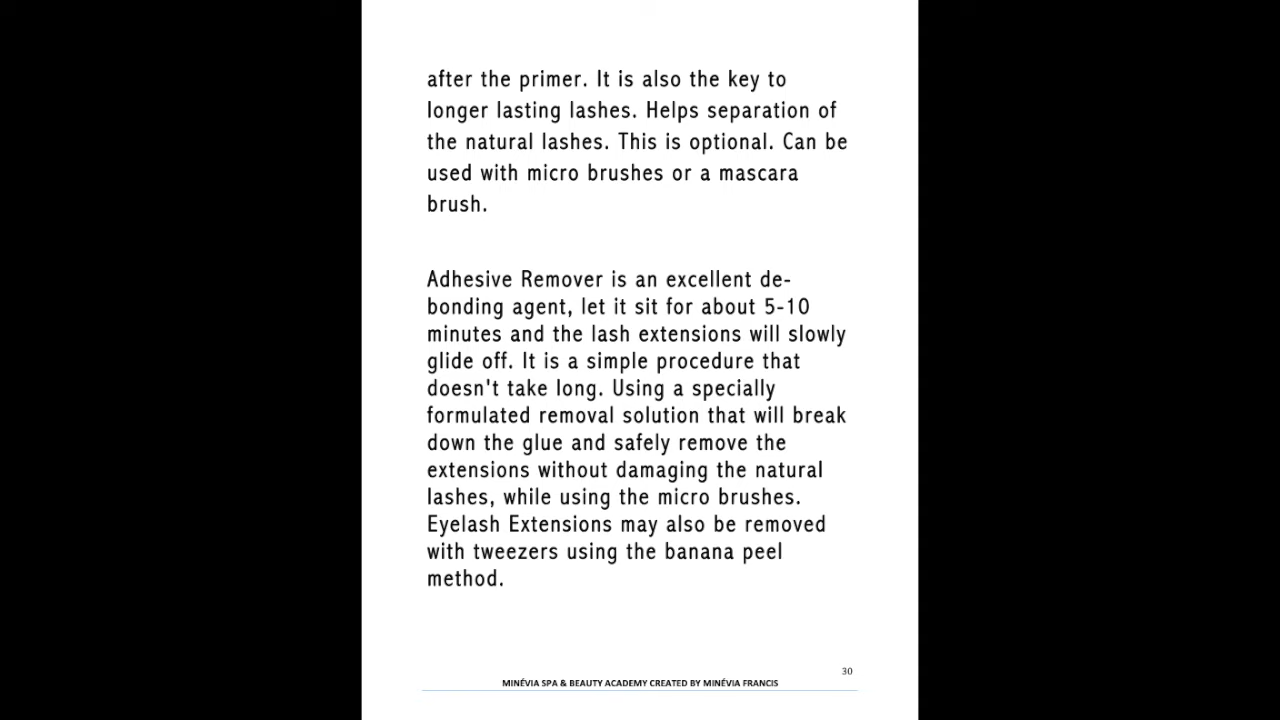 after the primer. It is also the key to
longer lasting lashes. Helps separation of
the natural lashes. This is optional. Can be
used with micro brushes or a mascara
brush.
Adhesive Remover is an excellent de-
bonding agent, let it sit for about 5-10
minutes and the lash extensions will slowly
glide off. It is a simple procedure that
doesn't take long. Using a specially
formulated removal solution that will break
down the glue and safely remove the
extensions without damaging the natural
lashes, while using the micro brushes.
Eyelash Extensions may also be removed
with tweezers using the banana peel
method.
30
MINÉVIA SPA & BEAUTY ACADEMY CREATED BY MINÉVIA FRANCIS